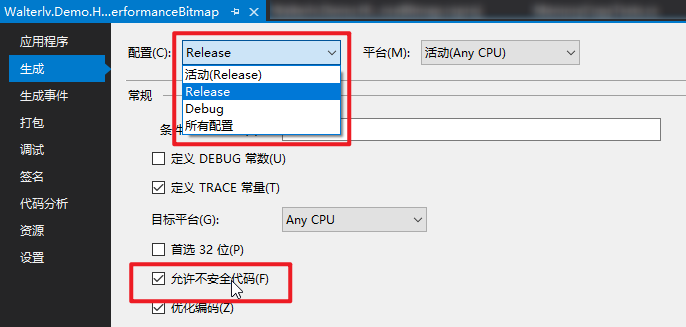 Walterlv.Demo.H...erformanceBitmap
应用程序
生成
生成事件
打包
调试
签名
代码分析
资源
设置
配置(C):
Release
平台(M):
活动(Any CPU)
活动(Release)
Release
Debug
所有配置
常规
定义 DEBUG 常数(U)
定义 TRACE 常量(T)
目标平台(G):
Any CPU
首选 32 位(P)
允许不安全代码(F)
优化编码(Z)